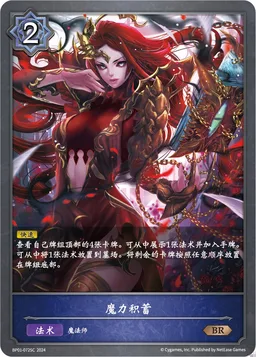 2
快速
查看自己牌组顶部的4张卡牌。可从中展示1张法术并加入手牌。
可从中将1张法术放置到墓场。将剩余的卡牌按照任意顺序放置
在牌组底部。
魔力积蓄
法术 魔法师 BR
BP01-072SC 2024 © Cygames, Inc. Published by NetEase Games